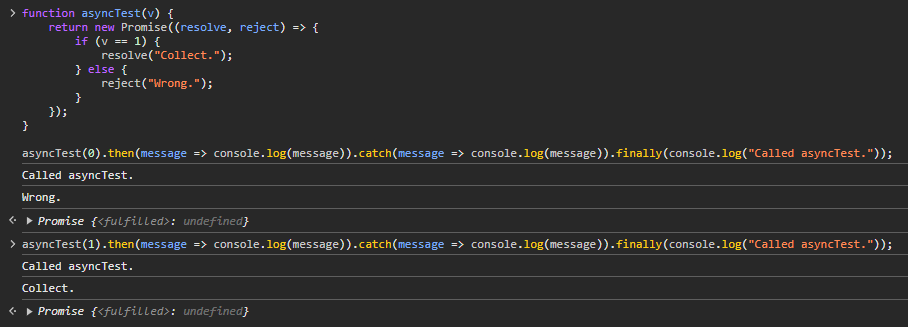 > function asyncTest(v) {
    return new Promise((resolve, reject) => {
        if (v == 1) {
            resolve("Collect.");
        } else {
            reject("Wrong.");
        }
    });
}
asyncTest(0).then(message => console.log(message)).catch(message => console.log(message)).finally(console.log("Called asyncTest."));
Called asyncTest.
Wrong.
<· ▶ Promise {<fulfilled>: undefined}
> asyncTest(1).then(message => console.log(message)).catch(message => console.log(message)).finally(console.log("Called asyncTest."));
Called asyncTest.
Collect.
<· ▶ Promise {<fulfilled>: undefined}